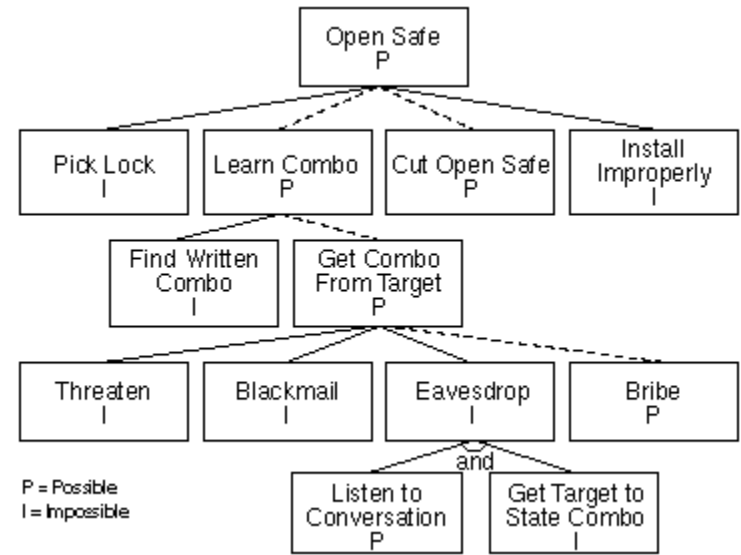 Open Safe
P
Pick Lock
I
Learn Combo
P
Cut Open Safe
P
Install
Improperly
I
Find Written
Combo
I
Get Combo
From Target
P
Threaten
I
Blackmail
I
Eavesdrop
I
Bribe
P
and
P = Possible
I = Impossible
Listen to
Conversation
P
Get Target to
State Combo
I